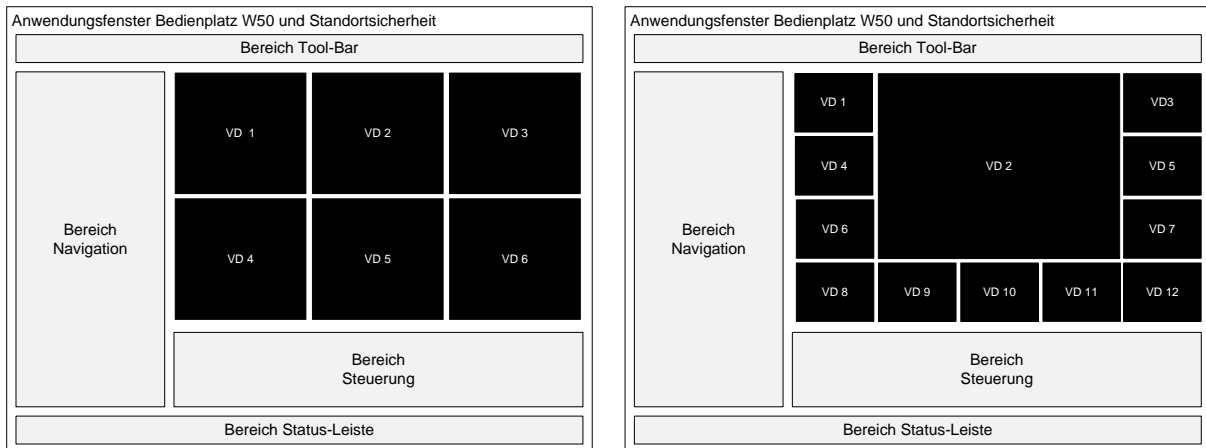 Anwendungsfenster Bedienplatz W50 und Standortsicherheit
Bereich Tool-Bar
Bereich
Navigation
VD 1
VD 2
VD 3
VD 4
VD 5
VD 6
Bereich
Steuerung
Bereich Status-Leiste
Anwendungsfenster Bedienplatz W50 und Standortsicherheit
Bereich Tool-Bar
Bereich
Navigation
VD 1
VD 2
VD3
VD 4
VD 5
VD 6
VD 7
VD 8
VD 9
VD 10
VD 11
VD 12
Bereich
Steuerung
Bereich Status-Leiste